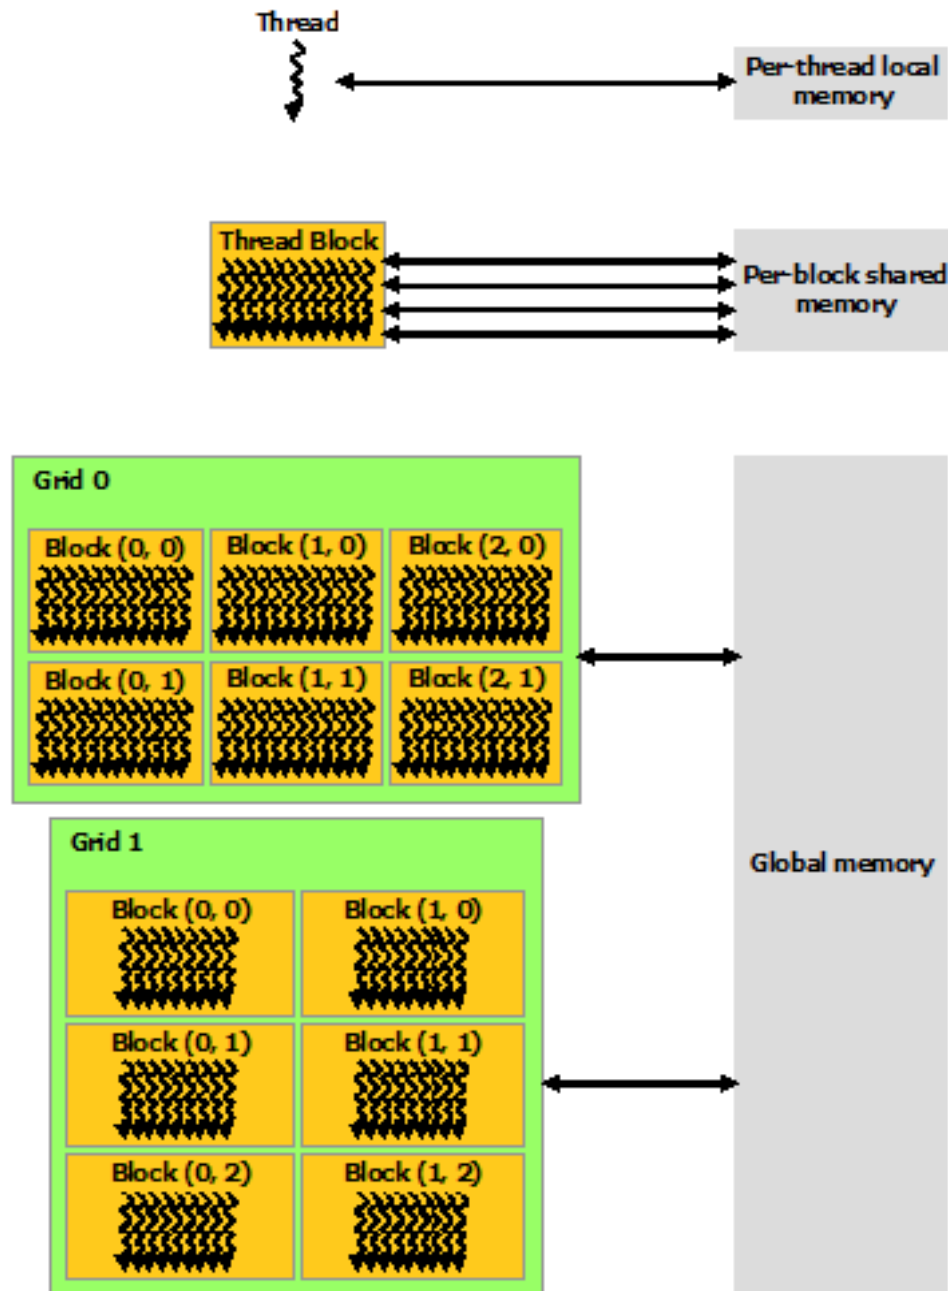 Thread
Per-thread local
memory
Thread Block
Per-block shared
memory
Grid 0
Block (0, 0)
Block (1, 0)
Block (2, 0)
Block (0, 1)
Block (1, 1)
Block (2, 1)
Grid 1
Global memory
Block (0, 0)
Block (1, 0)
Block (0, 1)
Block (1, 1)
Block (0, 2)
Block (1, 2)